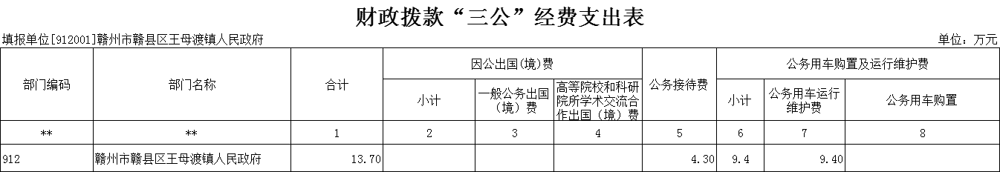 财政拨款“三公”经费支出表
填报单位[912001]赣州市赣县区王母渡镇人民政府 单位：万元
部门编码 部门名称 合计 因公出国(境)费 公务接待费 公务用车购置及运行维护费
小计 一般公务出国（境）费 高等院校和科研院所学术交流合作出国（境）费 小计 公务用车运行维护费 公务用车购置
** ** 1 2 3 4 5 6 7 8
912 赣州市赣县区王母渡镇人民政府 13.70 4.30 9.4 9.40